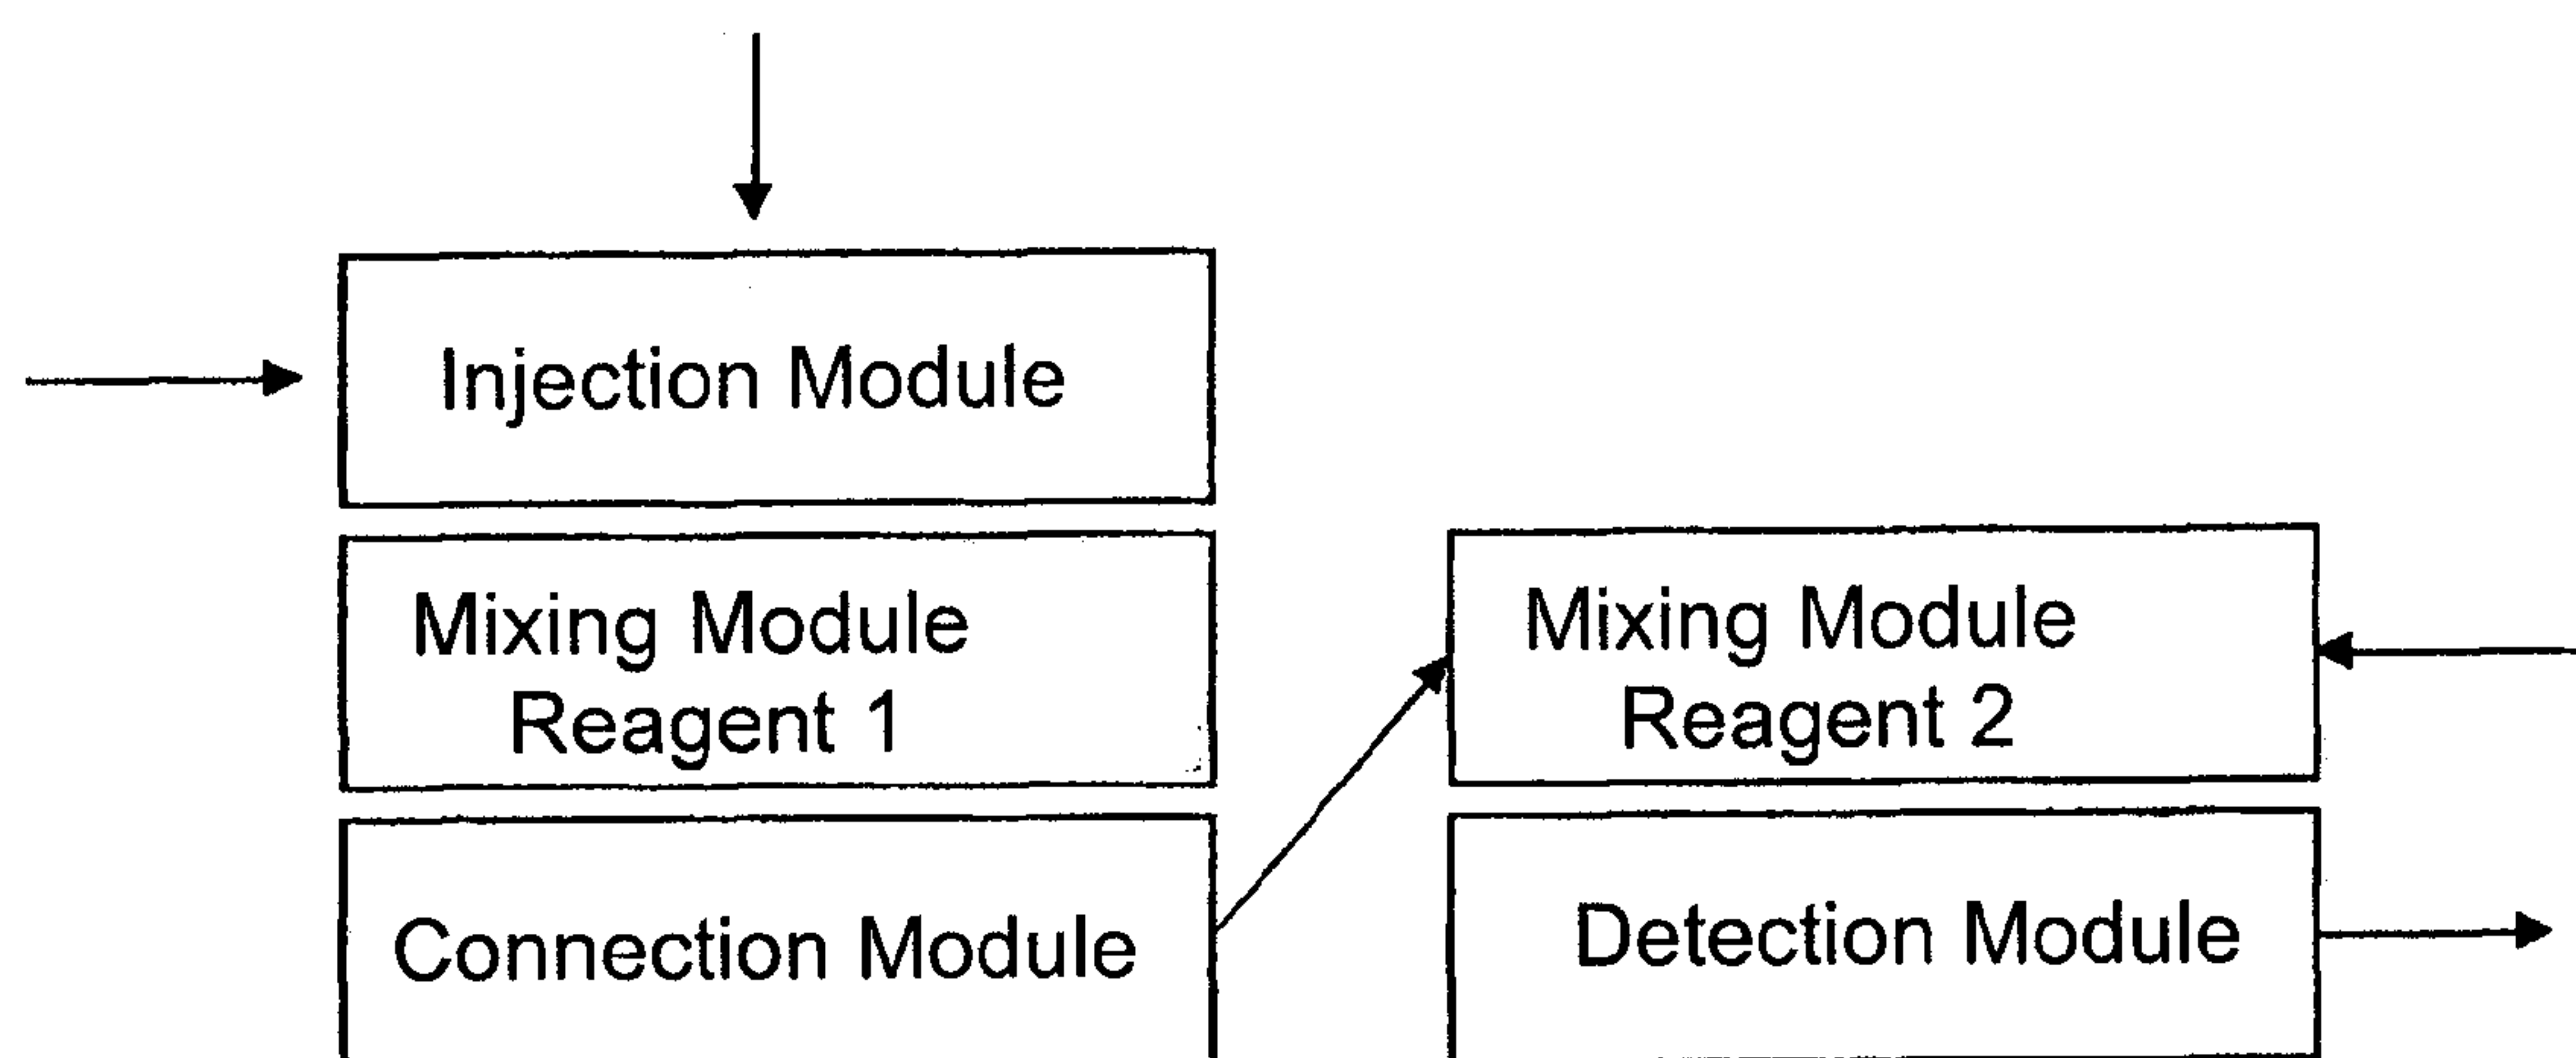 Injection Module
Mixing Module
Reagent 1
Connection Module
Mixing Module
Reagent 2
Detection Module